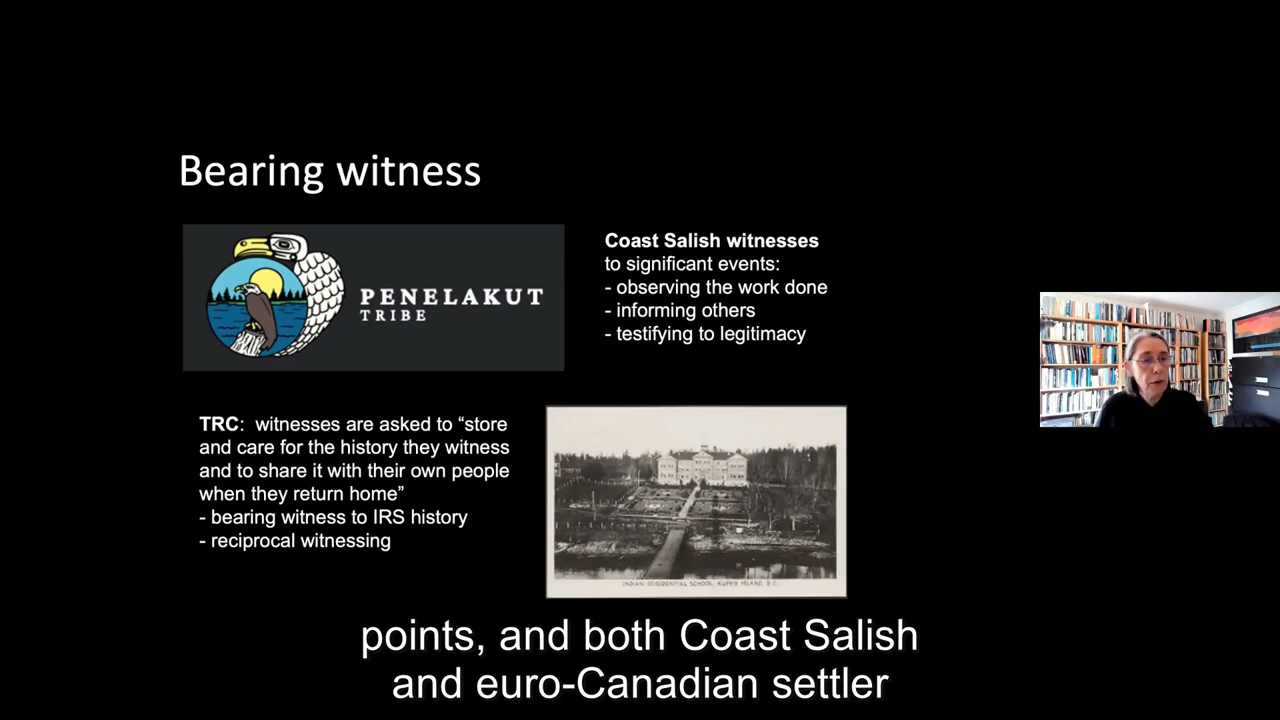 Bearing witness
PENELAKUT
TRIBE
Coast Salish witnesses
to significant events:
- observing the work done
- informing others
- testifying to legitimacy
TRC:  witnesses are asked to “store
and care for the history they witness
and to share it with their own people
when they return home”
- bearing witness to IRS history
- reciprocal witnessing
INDIAN RESIDENTIAL SCHOOL, KUPER ISLAND, B.C.
points, and both Coast Salish
and euro-Canadian settler